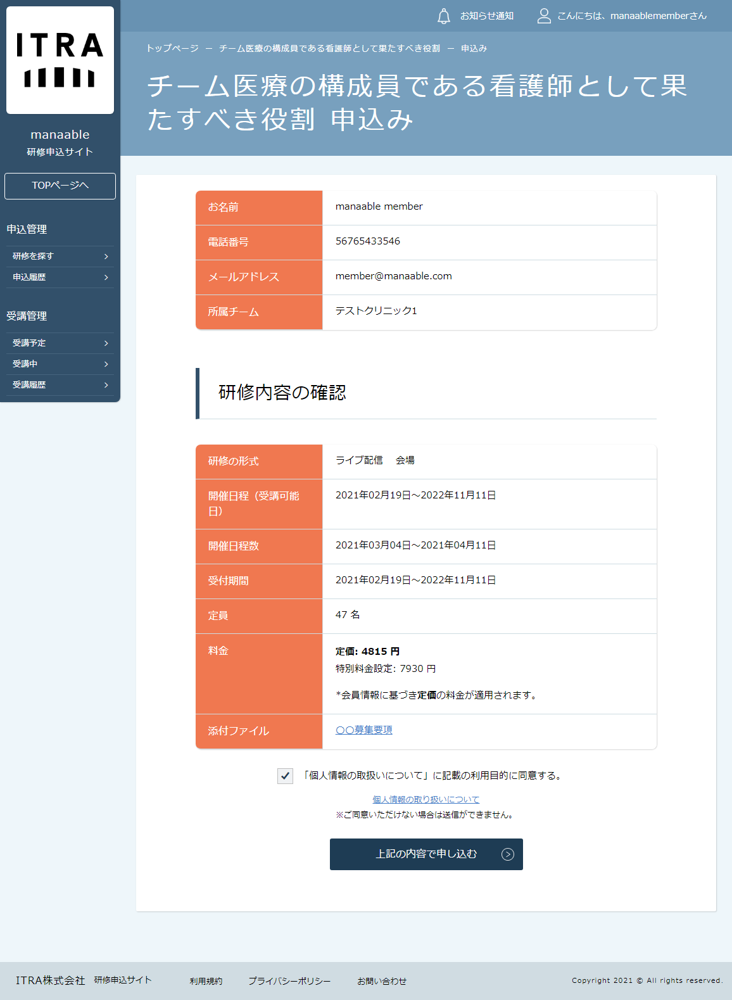 ITRA
manaable
研修申込サイト
TOPページへ
申込管理
研修を探す
申込履歴
受講管理
受講予定
受講中
受講履歴
お知らせ通知
こんにちは、manaablememberさん
トップページ － チーム医療の構成員である看護師として果たすべき役割 － 申込み
チーム医療の構成員である看護師として果
たすべき役割 申込み
お名前 manaable member
電話番号 56765433546
メールアドレス member@manaable.com
所属チーム テストクリニック1
研修内容の確認
研修の形式 ライブ配信 会場
開催日程（受講可能 2021年02月19日～2022年11月11日
日）
開催日程数 2021年03月04日～2021年04月11日
受付期間 2021年02月19日～2022年11月11日
定員 47 名
料金 定価: 4815 円
特別料金設定: 7930 円
*会員情報に基づき定価の料金が適用されます。
添付ファイル 〇〇募集要項
「個人情報の取扱いについて」に記載の利用目的に同意する。
個人情報の取り扱いについて
※ご同意いただけない場合は送信ができません。
上記の内容で申し込む
ITRA株式会社 研修申込サイト 利用規約 プライバシーポリシー お問い合わせ Copyright 2021 © All rights reserved.